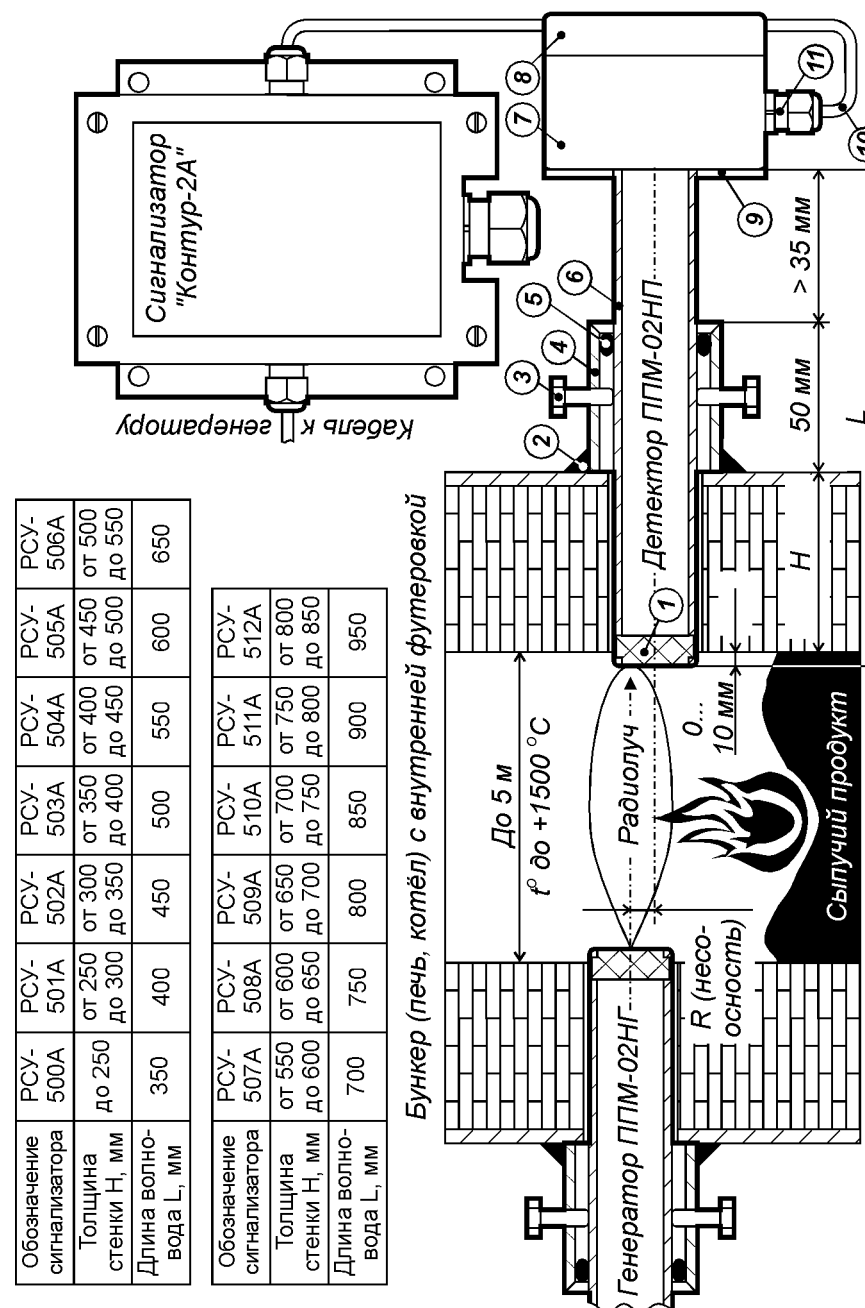 Обозначение
сигнализатора
РСУ-
500А
РСУ-
501А
РСУ-
502А
РСУ-
503А
РСУ-
504А
РСУ-
505А
РСУ-
506А
Толщина
стенки H, мм
до 250
от 250
до 300
от 300
до 350
от 350
до 400
от 400
до 450
от 450
до 500
от 500
до 550
Длина волно-
вода L, мм
350
400
450
500
550
600
650
Обозначение
сигнализатора
РСУ-
507А
РСУ-
508А
РСУ-
509А
РСУ-
510А
РСУ-
511А
РСУ-
512А
Толщина
стенки H, мм
от 550
до 600
от 600
до 650
от 650
до 700
от 700
до 750
от 750
до 800
от 800
до 850
Длина волно-
вода L, мм
700
750
800
850
900
950
Сигнализатор
"Контур-2А"
Кабель к генератору
Бункер (печь, котёл) с внутренней футеровкой
1
2
3
4
5
6
7
8
9
10
11
До 5 м
t° до +1500 °C
Радиолуч
Генератор ППМ-02НГ
Детектор ППМ-02НП
R (несо-
осность)
0...
10 мм
H
50 мм
> 35 мм
L
Сыпучий продукт